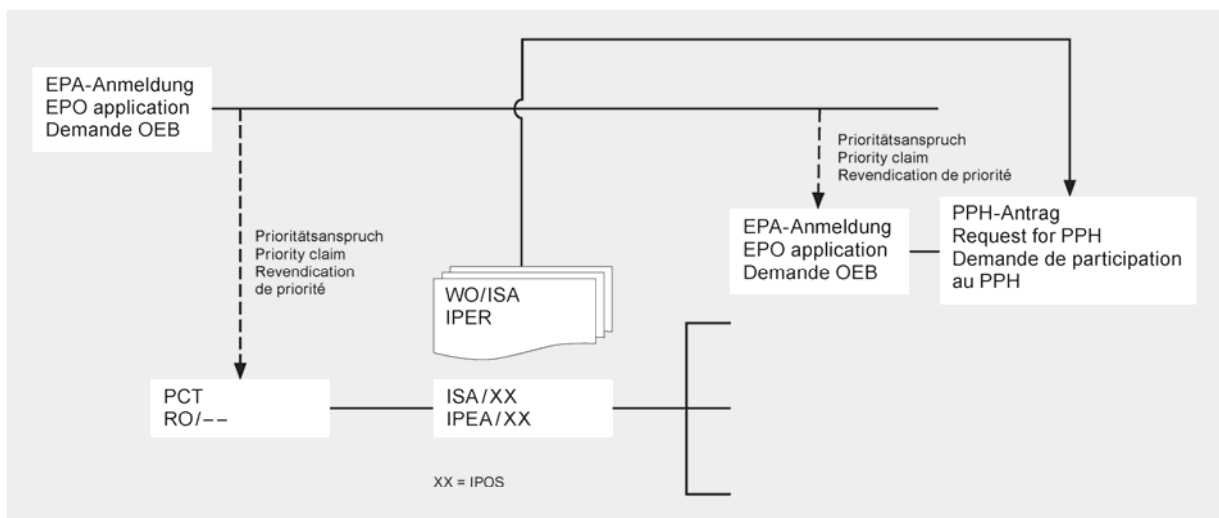 EPA-Anmeldung
EPO application
Demande OEB
Prioritätsanspruch
Priority claim
Revendication de priorité
EPA-Anmeldung
EPO application
Demande OEB
PPH-Antrag
Request for PPH
Demande de participation
au PPH
Prioritätsanspruch
Priority claim
Revendication
de priorité
WO/ISA
IPER
PCT
RO/––
ISA/XX
IPEA/XX
XX = IPOS